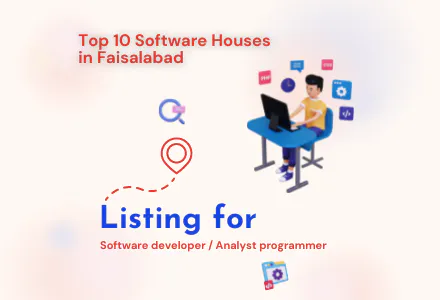 Top 10 Software Houses
in Faisalabad
Listing for
Software developer / Analyst programmer